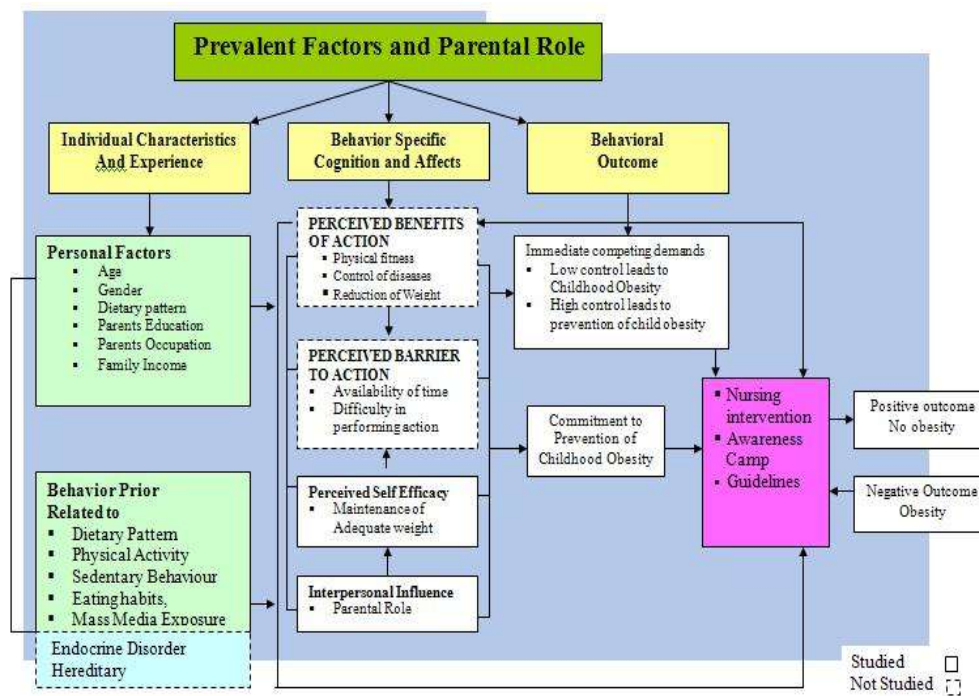 Prevalent Factors and Parental Role
Individual Characteristics
And Experience
Behavior Specific
Cognition and Affects
Behavioral
Outcome
Personal Factors
▪ Age
▪ Gender
▪ Dietary pattern
▪ Parents Education
▪ Parents Occupation
▪ Family Income
PERCEIVED BENEFITS
OF ACTION
▪ Physical fitness
▪ Control of diseases
▪ Reduction of Weight
Immediate competing demands
▪ Low control leads to
Childhood Obesity
▪ High control leads to
prevention of child obesity
PERCEIVED BARRIER
TO ACTION
▪ Availability of time
▪ Difficulty in
performing action
Commitment to
Prevention of
Childhood Obesity
▪ Nursing
intervention
▪ Awareness
Camp
▪ Guidelines
Positive outcome
No obesity
Negative Outcome
Obesity
Behavior Prior
Related to
▪ Dietary Pattern
▪ Physical Activity
▪ Sedentary Behaviour
▪ Eating habits,
▪ Mass Media Exposure
Endocrine Disorder
Hereditary
Perceived Self Efficacy
▪ Maintenance of
Adequate weight
Interpersonal Influence
▪ Parental Role
Studied
Not Studied